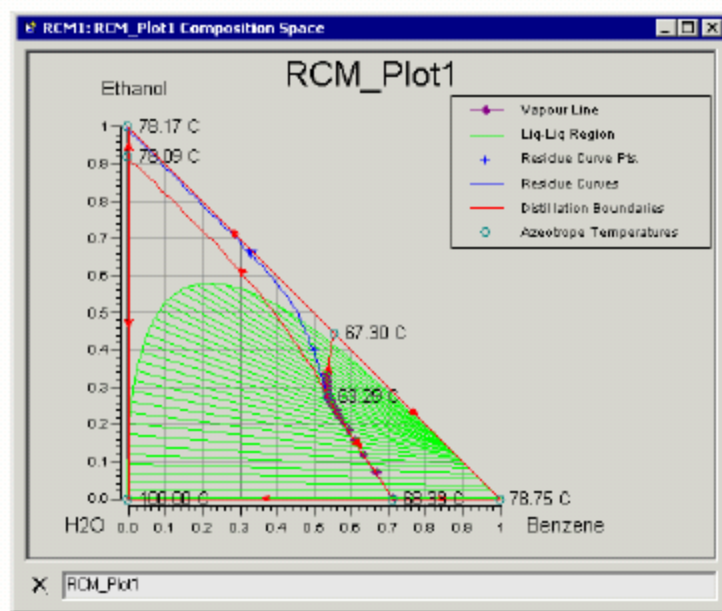 RCM1: RCM_Plot1 Composition Space
RCM_Plot1
Ethanol
Vapour Line
Liq-Liq Region
Residue Curve Pts.
Residue Curves
Distillation Boundaries
Azeotrope Temperatures
1
78.17 C
0.9
78.09 C
0.8
0.7
0.6
0.5
67.30 C
0.4
0.3
63.29 C
0.2
0.1
0.0
100.00 C
78.75 C
H2O
0.0 0.1 0.2 0.3 0.4 0.5 0.6 0.7 0.8 0.9 1
Benzene
RCM_Plot1